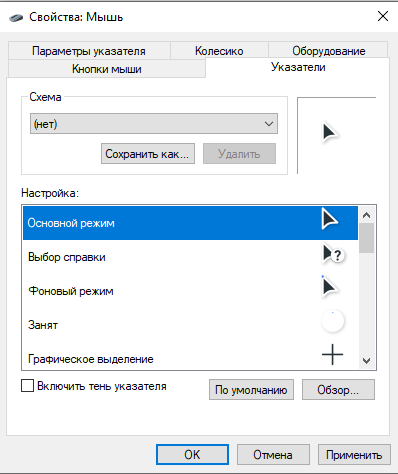 Свойства: Мышь
Параметры указателя Колесико Оборудование
Кнопки мыши Указатели
Схема
(нет)
Сохранить как... Удалить
Настройка:
Основной режим
Выбор справки
?
Фоновый режим
Занят
Графическое выделение
Включить тень указателя По умолчанию Обзор...
OK Отмена Применить